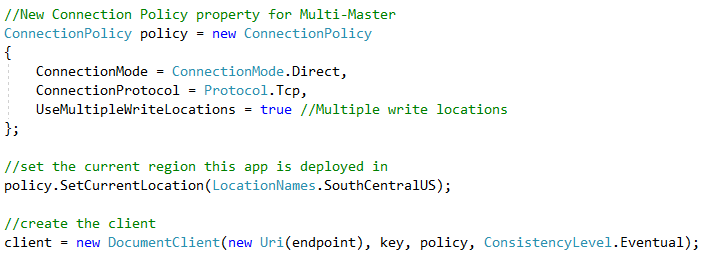 //New Connection Policy property for Multi-Master
ConnectionPolicy policy = new ConnectionPolicy
{
    ConnectionMode = ConnectionMode.Direct,
    ConnectionProtocol = Protocol.Tcp,
    UseMultipleWriteLocations = true //Multiple write locations
};

//set the current region this app is deployed in
policy.SetCurrentLocation(LocationNames.SouthCentralUS);

//create the client
client = new DocumentClient(new Uri(endpoint), key, policy, ConsistencyLevel.Eventual);